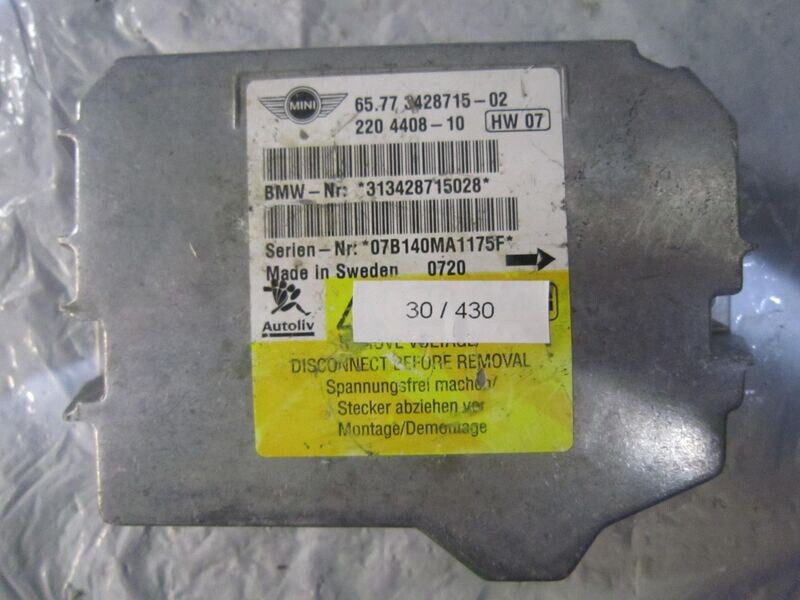 MINI
65.77 3428715-02
220 4408-10 HW 07
BMW-Nr: *313428715028*
Serien-Nr: *07B140MA1175F*
Made in Sweden 0720
Autoliv
30 / 430
VOLTAGE/
DISCONNECT BEFORE REMOVAL
Spannungsfrei machen/
Stecker abziehen vor
Montage/Demontage